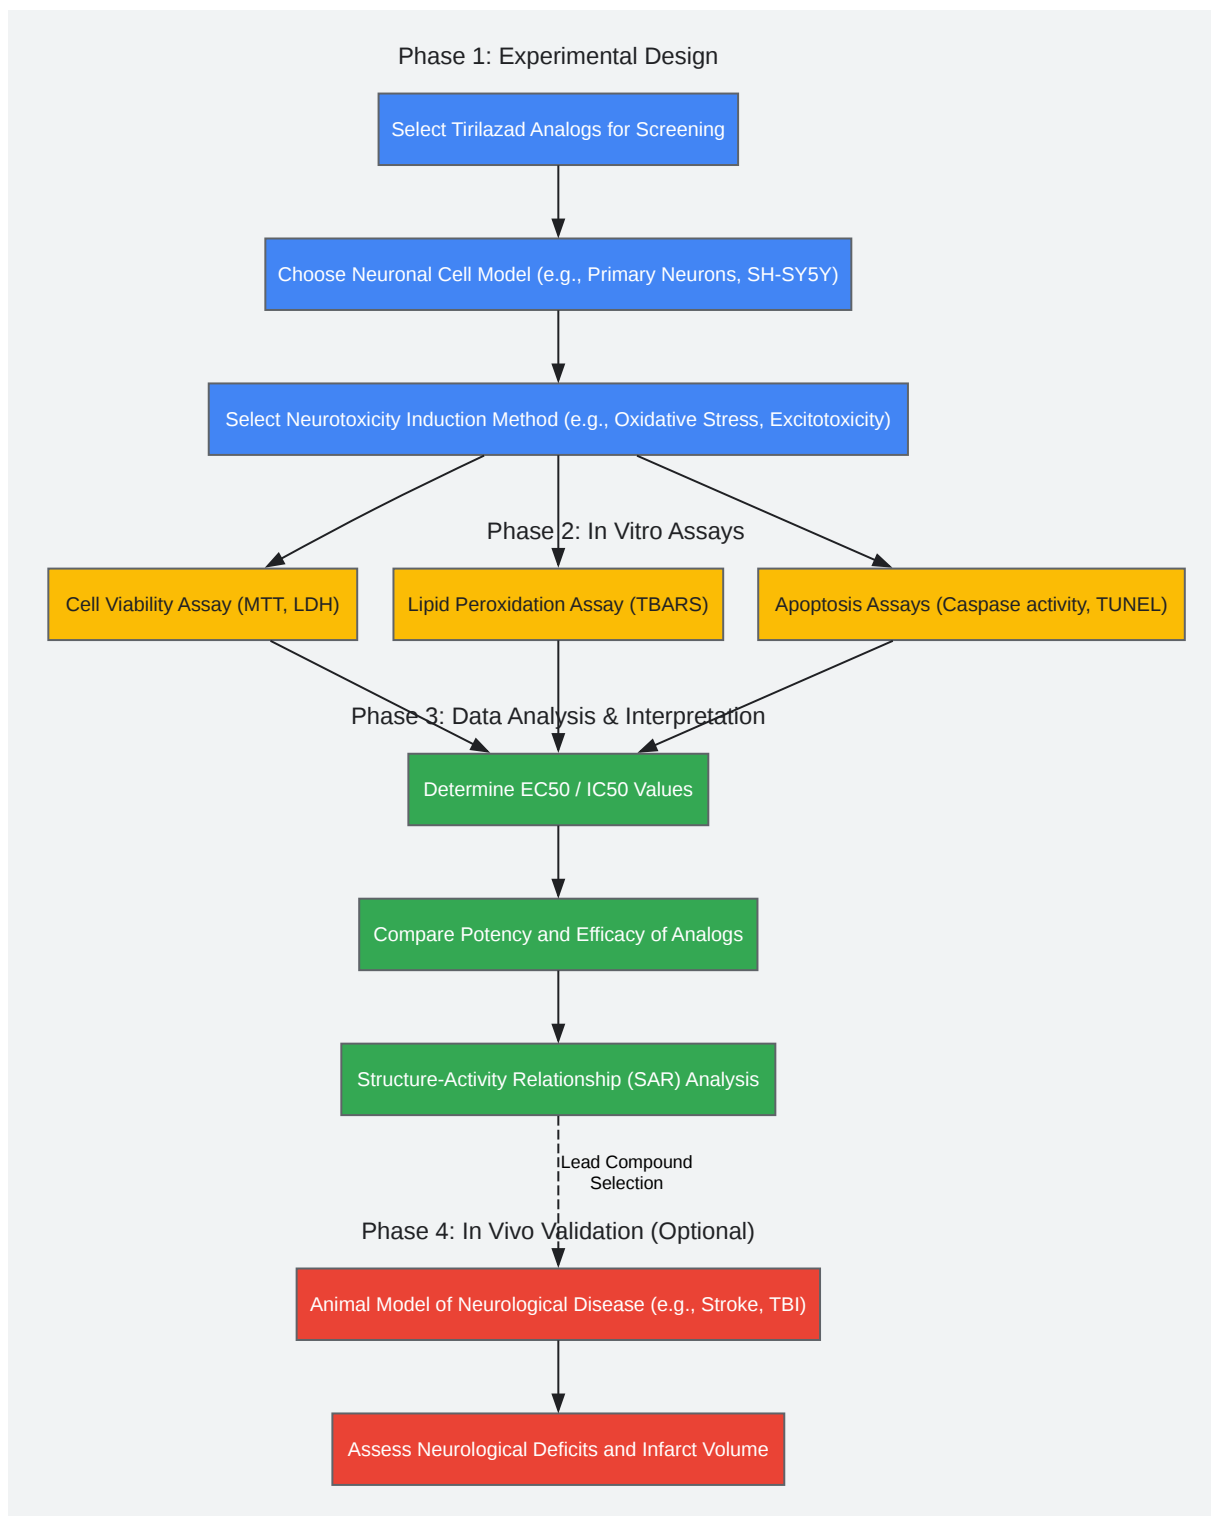 Phase 1: Experimental Design
Select Tirilazad Analogs for Screening
Choose Neuronal Cell Model (e.g., Primary Neurons, SH-SY5Y)
Select Neurotoxicity Induction Method (e.g., Oxidative Stress, Excitotoxicity)
Phase 2: In Vitro Assays
Cell Viability Assay (MTT, LDH)
Lipid Peroxidation Assay (TBARS)
Apoptosis Assays (Caspase activity, TUNEL)
Phase 3: Data Analysis & Interpretation
Determine EC50 / IC50 Values
Compare Potency and Efficacy of Analogs
Structure-Activity Relationship (SAR) Analysis
Lead Compound
Selection
Phase 4: In Vivo Validation (Optional)
Animal Model of Neurological Disease (e.g., Stroke, TBI)
Assess Neurological Deficits and Infarct Volume